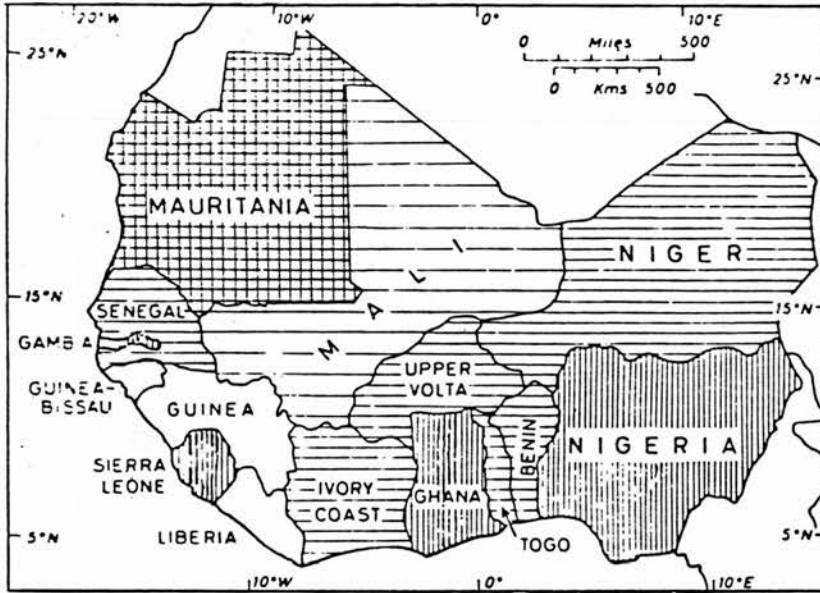 20°W
10°W
0°
10°E
25°N
0 Miles 500
0 Kms 500
25°N
MAURITANIA
MALI
NIGER
15°N
SENEGAL
15°N
GAMBIA
UPPER
VOLTA
GUINEA-
BISSAU
GUINEA
BENIN
NIGERIA
SIERRA
LEONE
IVORY
COAST
GHANA
LIBERIA
5°N
TOGO
5°N
10°W
0°
10°E